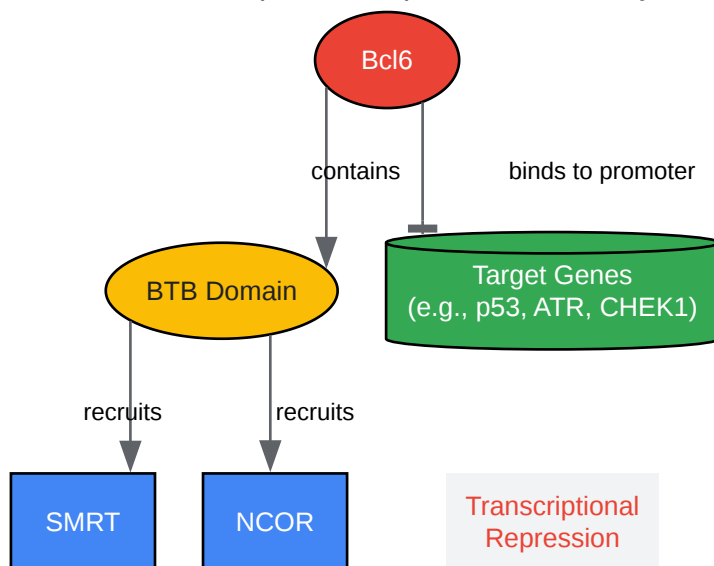 Bcl6
contains
binds to promoter
BTB Domain
Target Genes
(e.g., p53, ATR, CHEK1)
recruits
recruits
SMRT
NCOR
Transcriptional
Repression